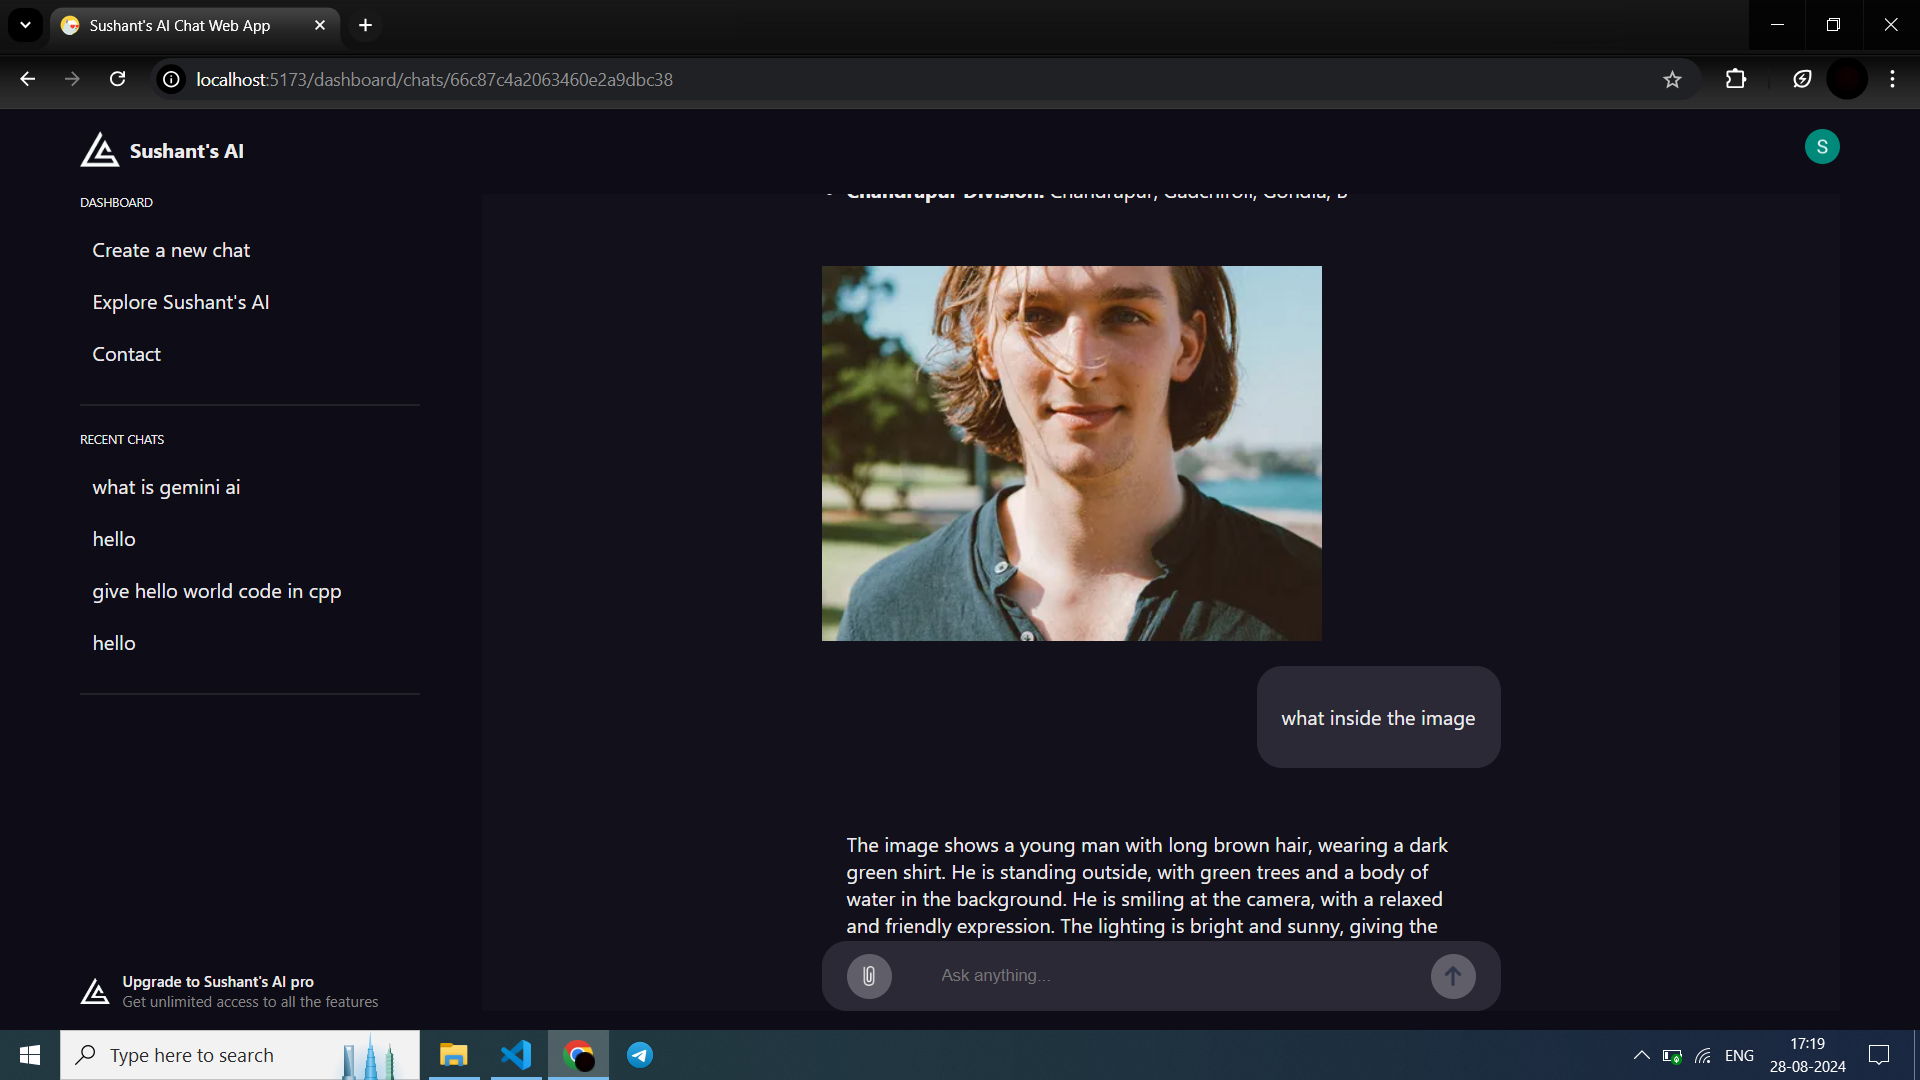 Sushant's AI Chat Web App
localhost:5173/dashboard/chats/66c87c4a2063460e2a9dbc38
Sushant's AI
S
DASHBOARD
Create a new chat
Explore Sushant's AI
Contact
RECENT CHATS
what is gemini ai
hello
give hello world code in cpp
hello
Upgrade to Sushant's AI pro
Get unlimited access to all the features
Chandrapur Division: Chandrapur, Gadchiroli, Gondia, B
what inside the image
The image shows a young man with long brown hair, wearing a dark
green shirt. He is standing outside, with green trees and a body of
water in the background. He is smiling at the camera, with a relaxed
and friendly expression. The lighting is bright and sunny, giving the
Ask anything...
Type here to search
ENG
17:19
28-08-2024